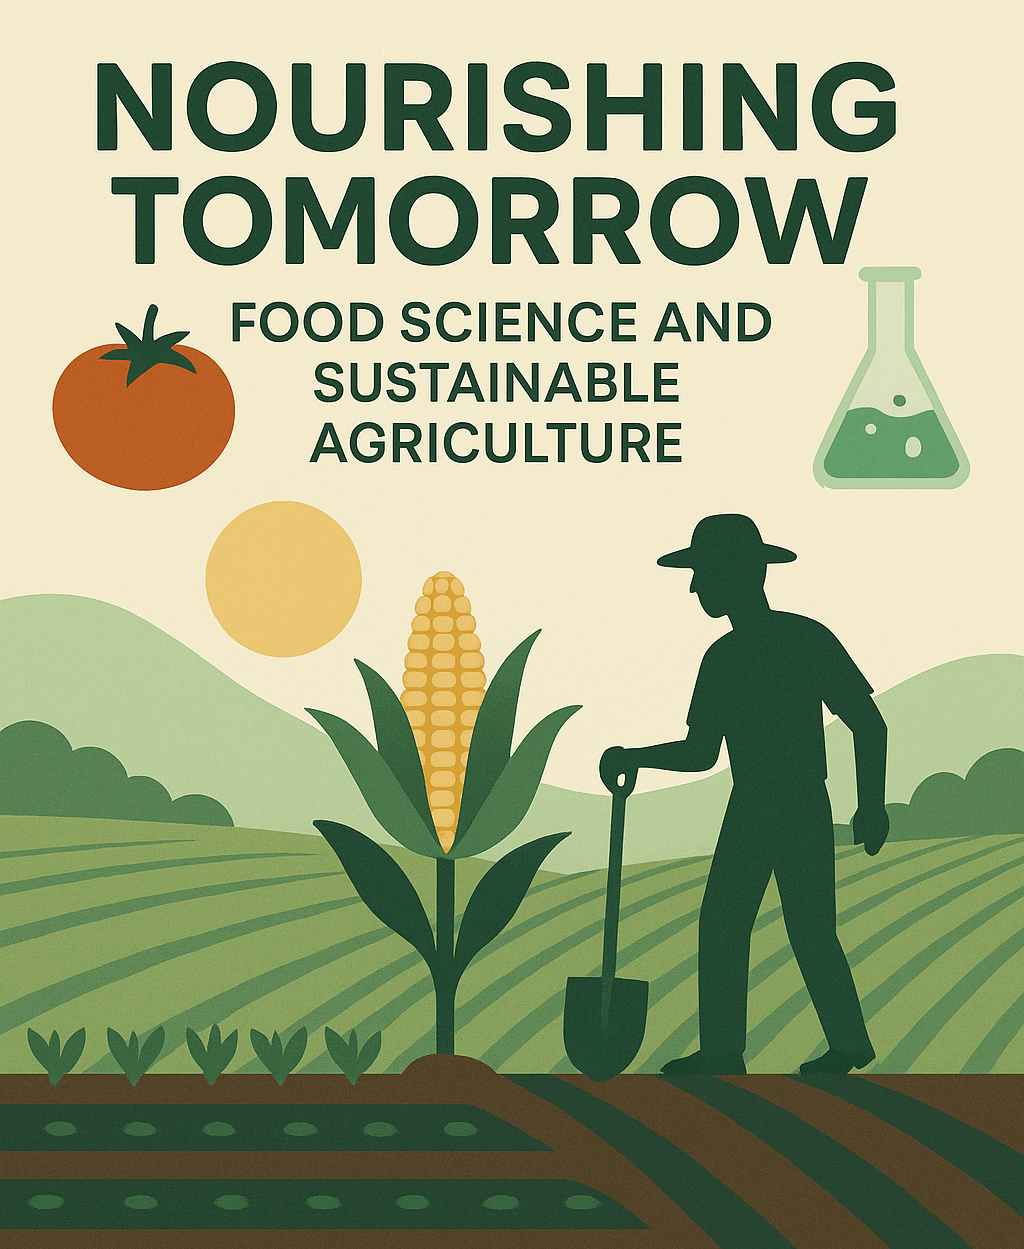 NOURISHING
TOMORROW
FOOD SCIENCE AND
SUSTAINABLE
AGRICULTURE